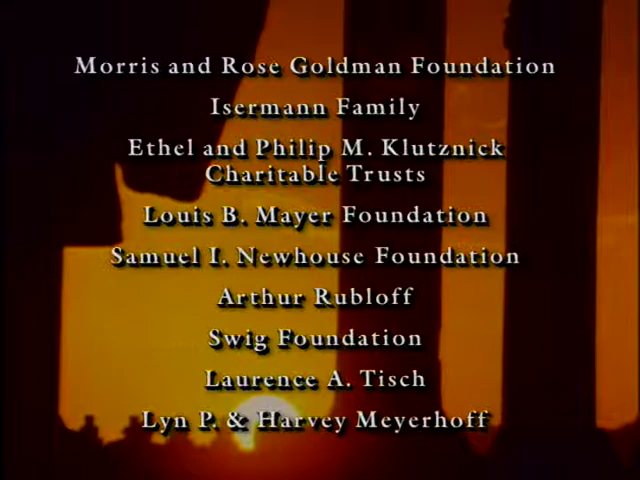 Morris and Rose Goldman Foundation
Isermann Family
Ethel and Philip M. Klutznick
Charitable Trusts
Louis B. Mayer Foundation
Samuel I. Newhouse Foundation
Arthur Rubloff
Swig Foundation
Laurence A. Tisch
Lyn P. & Harvey Meyerhoff